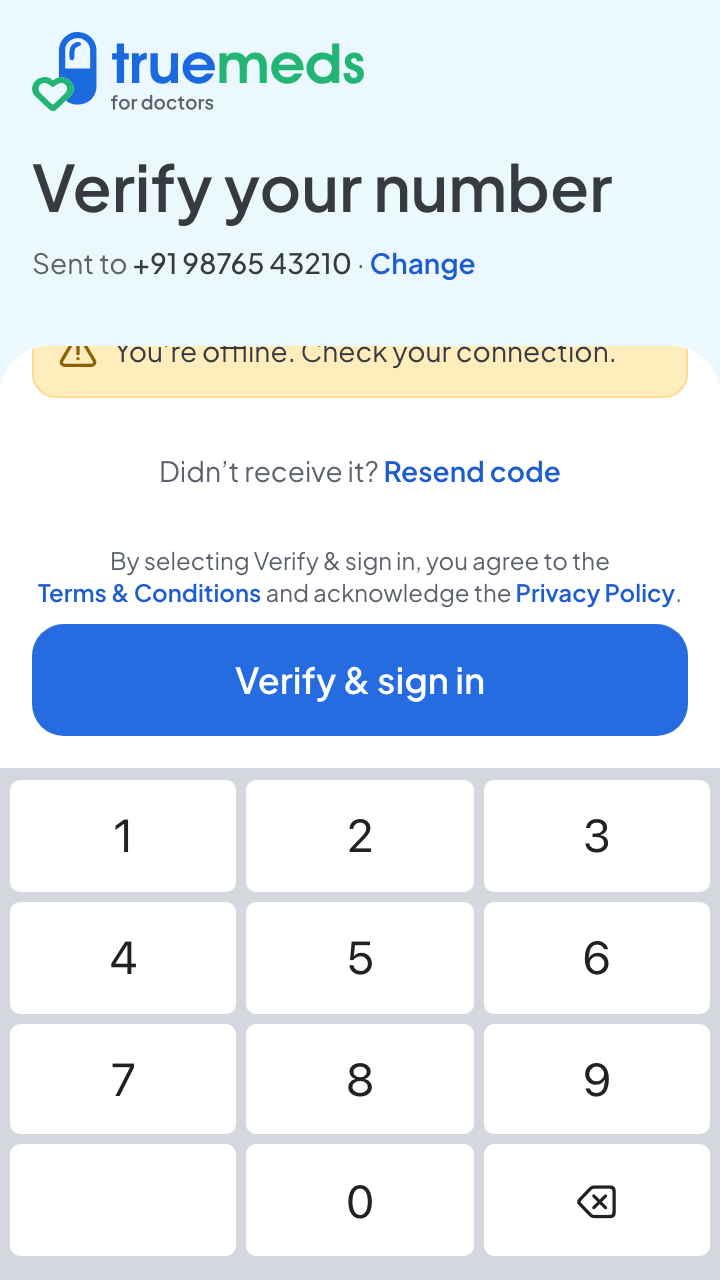 truemeds
for doctors
Verify your number
Sent to +91 98765 43210 · Change
You’re offline. Check your connection.
Didn’t receive it? Resend code
By selecting Verify & sign in, you agree to the
Terms & Conditions and acknowledge the Privacy Policy.
Verify & sign in
1 2 3
4 5 6
7 8 9
0